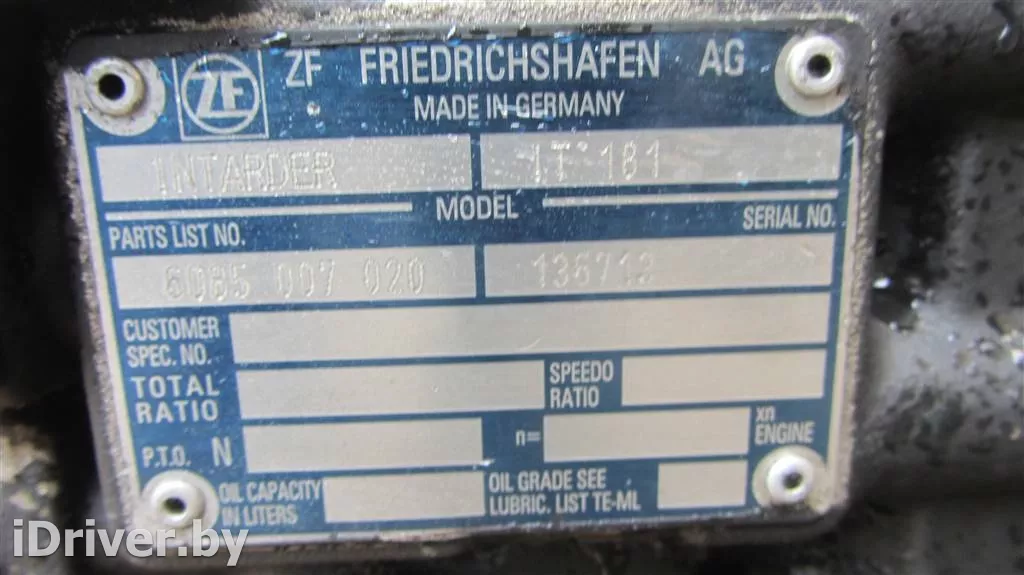 ZF
ZF FRIEDRICHSHAFEN AG
MADE IN GERMANY
INTARDER IT 181
MODEL
PARTS LIST NO. SERIAL NO.
6085 007 020 136713
CUSTOMER
SPEC. NO.
TOTAL
RATIO
SPEEDO
RATIO
P.T.O. N n= xn
ENGINE
OIL CAPACITY
IN LITERS
OIL GRADE SEE
LUBRIC. LIST TE-ML
iDriver.by